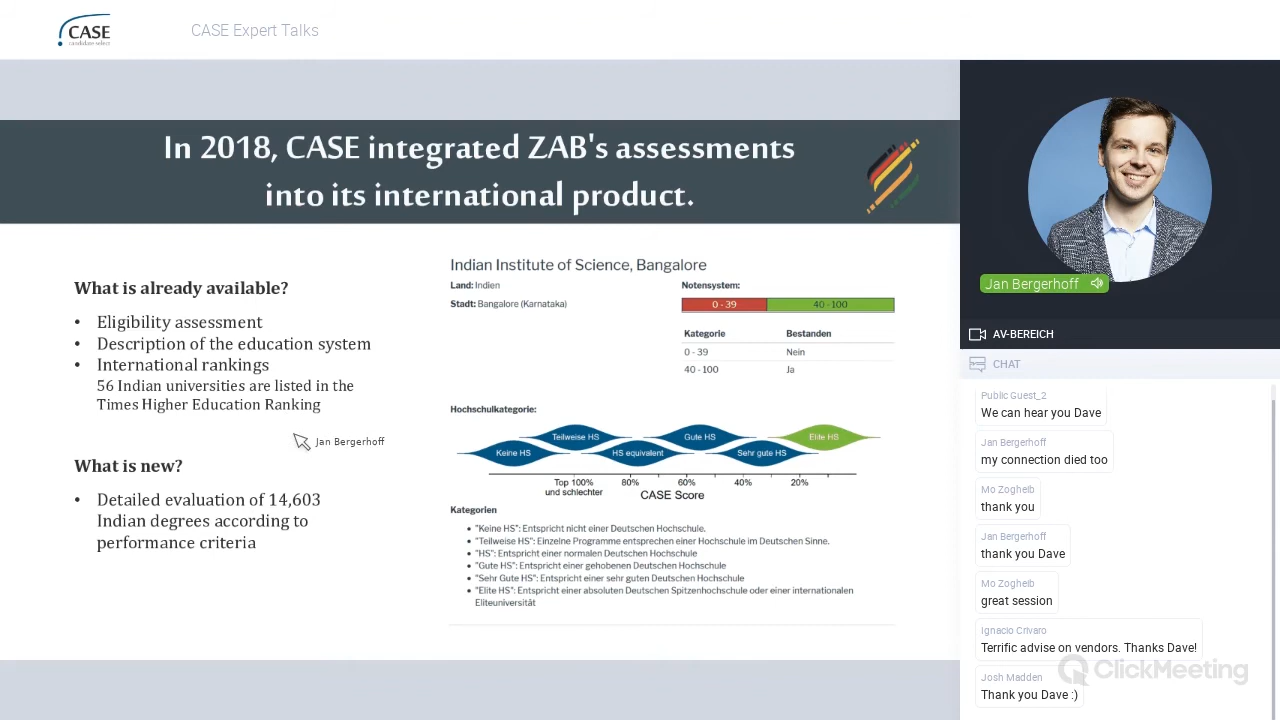 CASE
candidate select
CASE Expert Talks
In 2018, CASE integrated ZAB's assessments
into its international product.
What is already available?
• Eligibility assessment
• Description of the education system
• International rankings
56 Indian universities are listed in the
Times Higher Education Ranking
Jan Bergerhoff
What is new?
• Detailed evaluation of 14,603
Indian degrees according to
performance criteria
Indian Institute of Science, Bangalore
Land: Indien
Stadt: Bangalore (Karnataka)
Notensystem:
0 - 39 40 - 100
Kategorie Bestanden
0 - 39 Nein
40 - 100 Ja
Hochschulkategorie:
Teilweise HS Gute HS Elite HS
Keine HS HS equivalent Sehr gute HS
Top 100% 80% 60% 40% 20%
und schlechter
CASE Score
Kategorien
• "Keine HS": Entspricht nicht einer Deutschen Hochschule.
• "Teilweise HS": Einzelne Programme entsprechen einer Hochschule im Deutschen Sinne.
• "HS": Entspricht einer normalen Deutschen Hochschule
• "Gute HS": Entspricht einer gehobenen Deutschen Hochschule
• "Sehr Gute HS": Entspricht einer sehr guten Deutschen Hochschule
• "Elite HS": Entspricht einer absoluten Deutschen Spitzenhochschule oder einer internationalen
Eliteuniversität
Jan Bergerhoff
AV-BEREICH
CHAT
Public Guest_2
We can hear you Dave
Jan Bergerhoff
my connection died too
Mo Zogheib
thank you
Jan Bergerhoff
thank you Dave
Mo Zogheib
great session
Ignacio Crivaro
Terrific advise on vendors. Thanks Dave!
Josh Madden
Thank you Dave :)
ClickMeeting